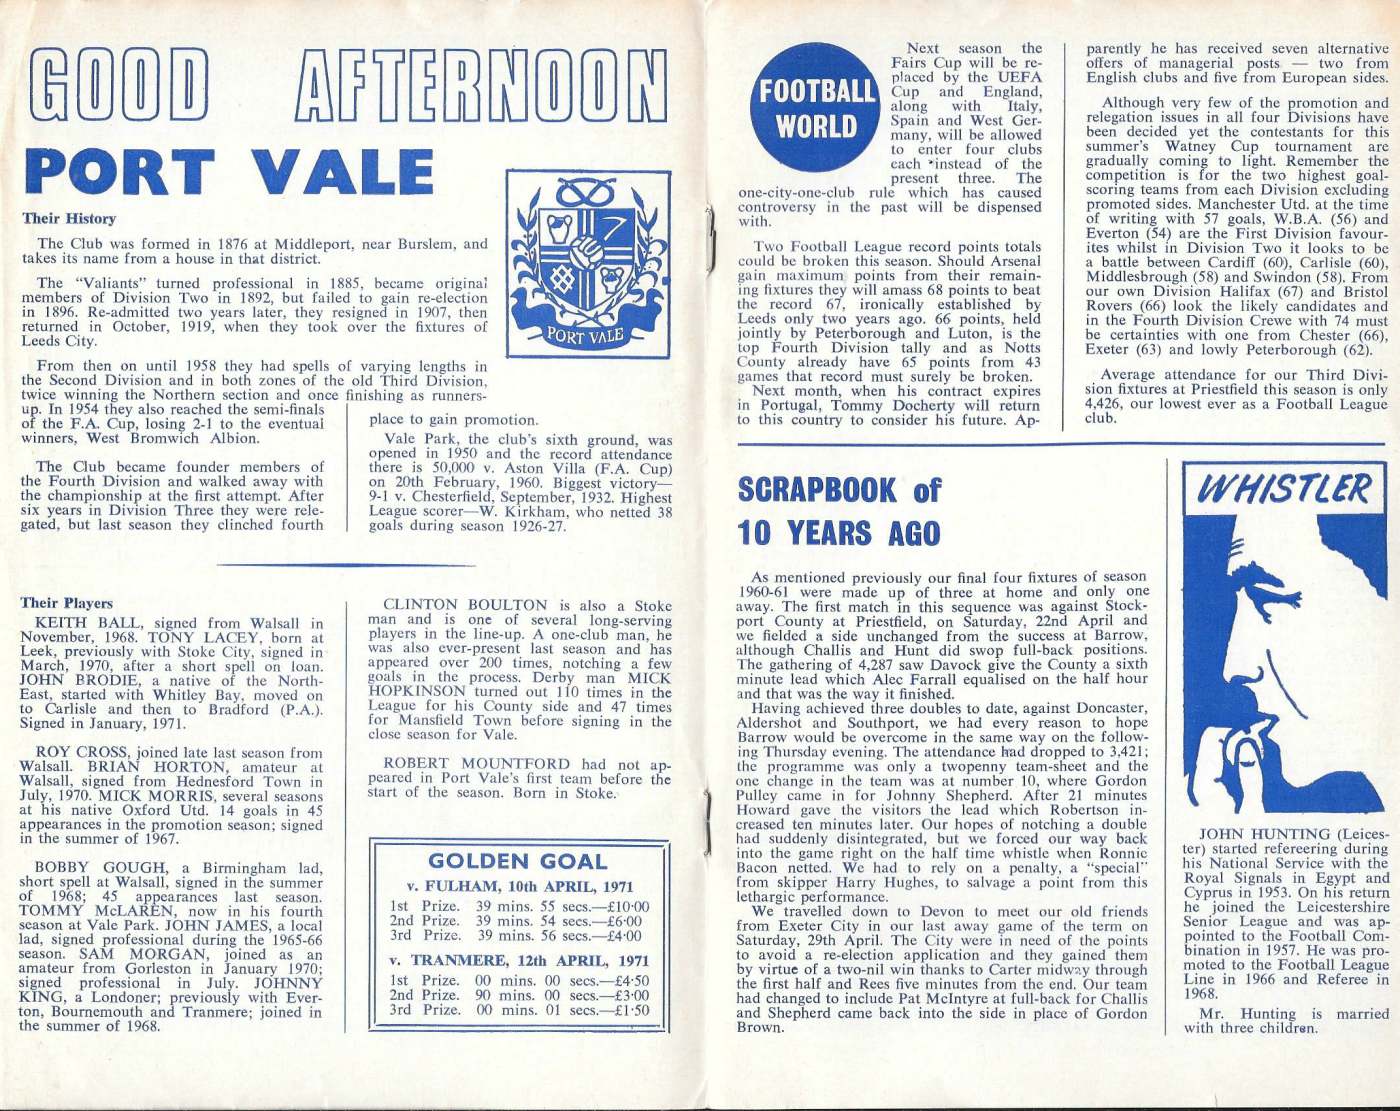 GOOD AFTERNOON
PORT VALE
PORT VALE
Their History
The Club was formed in 1876 at Middleport, near Burslem, and
takes its name from a house in that district.
The "Valiants" turned professional in 1885, became original
members of Division Two in 1892, but failed to gain re-election
in 1896. Re-admitted two years later, they resigned in 1907, then
returned in October, 1919, when they took over the fixtures of
Leeds City.
From then on until 1958 they had spells of varying lengths in
the Second Division and in both zones of the old Third Division,
twice winning the Northern section and once finishing as runners-
up. In 1954 they also reached the semi-finals
of the F.A. Cup, losing 2-1 to the eventual
winners, West Bromwich Albion.
The Club became founder members of
the Fourth Division and walked away with
the championship at the first attempt. After
six years in Division Three they were rele-
gated, but last season they clinched fourth
place to gain promotion.
Vale Park, the club's sixth ground, was
opened in 1950 and the record attendance
there is 50,000 v. Aston Villa (F.A. Cup)
on 20th February, 1960. Biggest victory—
9-1 v. Chesterfield, September, 1932. Highest
League scorer—W. Kirkham, who netted 38
goals during season 1926-27.
Their Players
KEITH BALL, signed from Walsall in
November, 1968. TONY LACEY, born at
Leek, previously with Stoke City, signed in
March, 1970, after a short spell on loan.
JOHN BRODIE, a native of the North-
East, started with Whitley Bay, moved on
to Carlisle and then to Bradford (P.A.).
Signed in January, 1971.
ROY CROSS, joined late last season from
Walsall. BRIAN HORTON, amateur at
Walsall, signed from Hednesford Town in
July, 1970. MICK MORRIS, several seasons
at his native Oxford Utd. 14 goals in 45
appearances in the promotion season; signed
in the summer of 1967.
BOBBY GOUGH, a Birmingham lad,
short spell at Walsall, signed in the summer
of 1968; 45 appearances last season.
TOMMY McLAREN, now in his fourth
season at Vale Park. JOHN JAMES, a local
lad, signed professional during the 1965-66
season. SAM MORGAN, joined as an
amateur from Gorleston in January 1970;
signed professional in July. JOHNNY
KING, a Londoner; previously with Ever-
ton, Bournemouth and Tranmere; joined in
the summer of 1968.
CLINTON BOULTON is also a Stoke
man and is one of several long-serving
players in the line-up. A one-club man, he
was also ever-present last season and has
appeared over 200 times, notching a few
goals in the process. Derby man MICK
HOPKINSON turned out 110 times in the
League for his County side and 47 times
for Mansfield Town before signing in the
close season for Vale.
ROBERT MOUNTFORD had not ap-
peared in Port Vale's first team before the
start of the season. Born in Stoke.
GOLDEN GOAL
v. FULHAM, 10th APRIL, 1971
1st Prize. 39 mins. 55 secs.—£10·00
2nd Prize. 39 mins. 54 secs.—£6·00
3rd Prize. 39 mins. 56 secs.—£4·00
v. TRANMERE, 12th APRIL, 1971
1st Prize. 00 mins. 00 secs.—£4·50
2nd Prize. 90 mins. 00 secs.—£3·00
3rd Prize. 00 mins. 01 secs.—£1·50
FOOTBALL
WORLD
Next season the
Fairs Cup will be re-
placed by the UEFA
Cup and England,
along with Italy,
Spain and West Ger-
many, will be allowed
to enter four clubs
each instead of the
present three. The
one-city-one-club rule which has caused
controversy in the past will be dispensed
with.
Two Football League record points totals
could be broken this season. Should Arsenal
gain maximum points from their remain-
ing fixtures they will amass 68 points to beat
the record 67, ironically established by
Leeds only two years ago. 66 points, held
jointly by Peterborough and Luton, is the
top Fourth Division tally and as Notts
County already have 65 points from 43
games that record must surely be broken.
Next month, when his contract expires
in Portugal, Tommy Docherty will return
to this country to consider his future. Ap-
parently he has received seven alternative
offers of managerial posts — two from
English clubs and five from European sides.
Although very few of the promotion and
relegation issues in all four Divisions have
been decided yet the contestants for this
summer's Watney Cup tournament are
gradually coming to light. Remember the
competition is for the two highest goal-
scoring teams from each Division excluding
promoted sides. Manchester Utd. at the time
of writing with 57 goals, W.B.A. (56) and
Everton (54) are the First Division favour-
ites whilst in Division Two it looks to be
a battle between Cardiff (60), Carlisle (60),
Middlesbrough (58) and Swindon (58). From
our own Division Halifax (67) and Bristol
Rovers (66) look the likely candidates and
in the Fourth Division Crewe with 74 must
be certainties with one from Chester (66),
Exeter (63) and lowly Peterborough (62).
Average attendance for our Third Divi-
sion fixtures at Priestfield this season is only
4,426, our lowest ever as a Football League
club.
SCRAPBOOK of
10 YEARS AGO
As mentioned previously our final four fixtures of season
1960-61 were made up of three at home and only one
away. The first match in this sequence was against Stock-
port County at Priestfield, on Saturday, 22nd April and
we fielded a side unchanged from the success at Barrow,
although Challis and Hunt did swop full-back positions.
The gathering of 4,287 saw Davock give the County a sixth
minute lead which Alec Farrall equalised on the half hour
and that was the way it finished.
Having achieved three doubles to date, against Doncaster,
Aldershot and Southport, we had every reason to hope
Barrow would be overcome in the same way on the follow-
ing Thursday evening. The attendance had dropped to 3,421;
the programme was only a twopenny team-sheet and the
one change in the team was at number 10, where Gordon
Pulley came in for Johnny Shepherd. After 21 minutes
Howard gave the visitors the lead which Robertson in-
creased ten minutes later. Our hopes of notching a double
had suddenly disintegrated, but we forced our way back
into the game right on the half time whistle when Ronnie
Bacon netted. We had to rely on a penalty, a "special"
from skipper Harry Hughes, to salvage a point from this
lethargic performance.
We travelled down to Devon to meet our old friends
from Exeter City in our last away game of the term on
Saturday, 29th April. The City were in need of the points
to avoid a re-election application and they gained them
by virtue of a two-nil win thanks to Carter midway through
the first half and Rees five minutes from the end. Our team
had changed to include Pat McIntyre at full-back for Challis
and Shepherd came back into the side in place of Gordon
Brown.
WHISTLER
JOHN HUNTING (Leices-
ter) started refereeing during
his National Service with the
Royal Signals in Egypt and
Cyprus in 1953. On his return
he joined the Leicestershire
Senior League and was ap-
pointed to the Football Com-
bination in 1957. He was pro-
moted to the Football League
Line in 1966 and Referee in
1968.
Mr. Hunting is married
with three children.